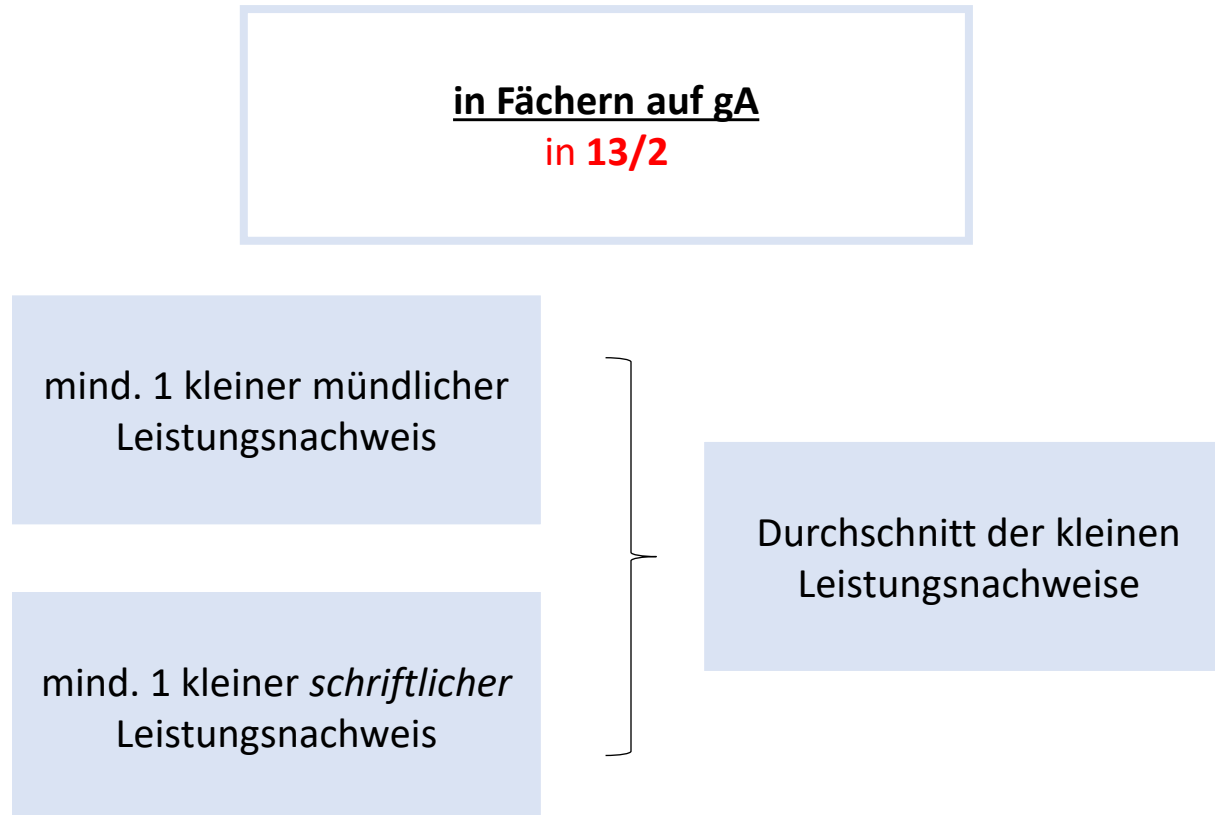 in Fächern auf gA
in 13/2
mind. 1 kleiner mündlicher
Leistungsnachweis
mind. 1 kleiner schriftlicher
Leistungsnachweis
Durchschnitt der kleinen
Leistungsnachweise